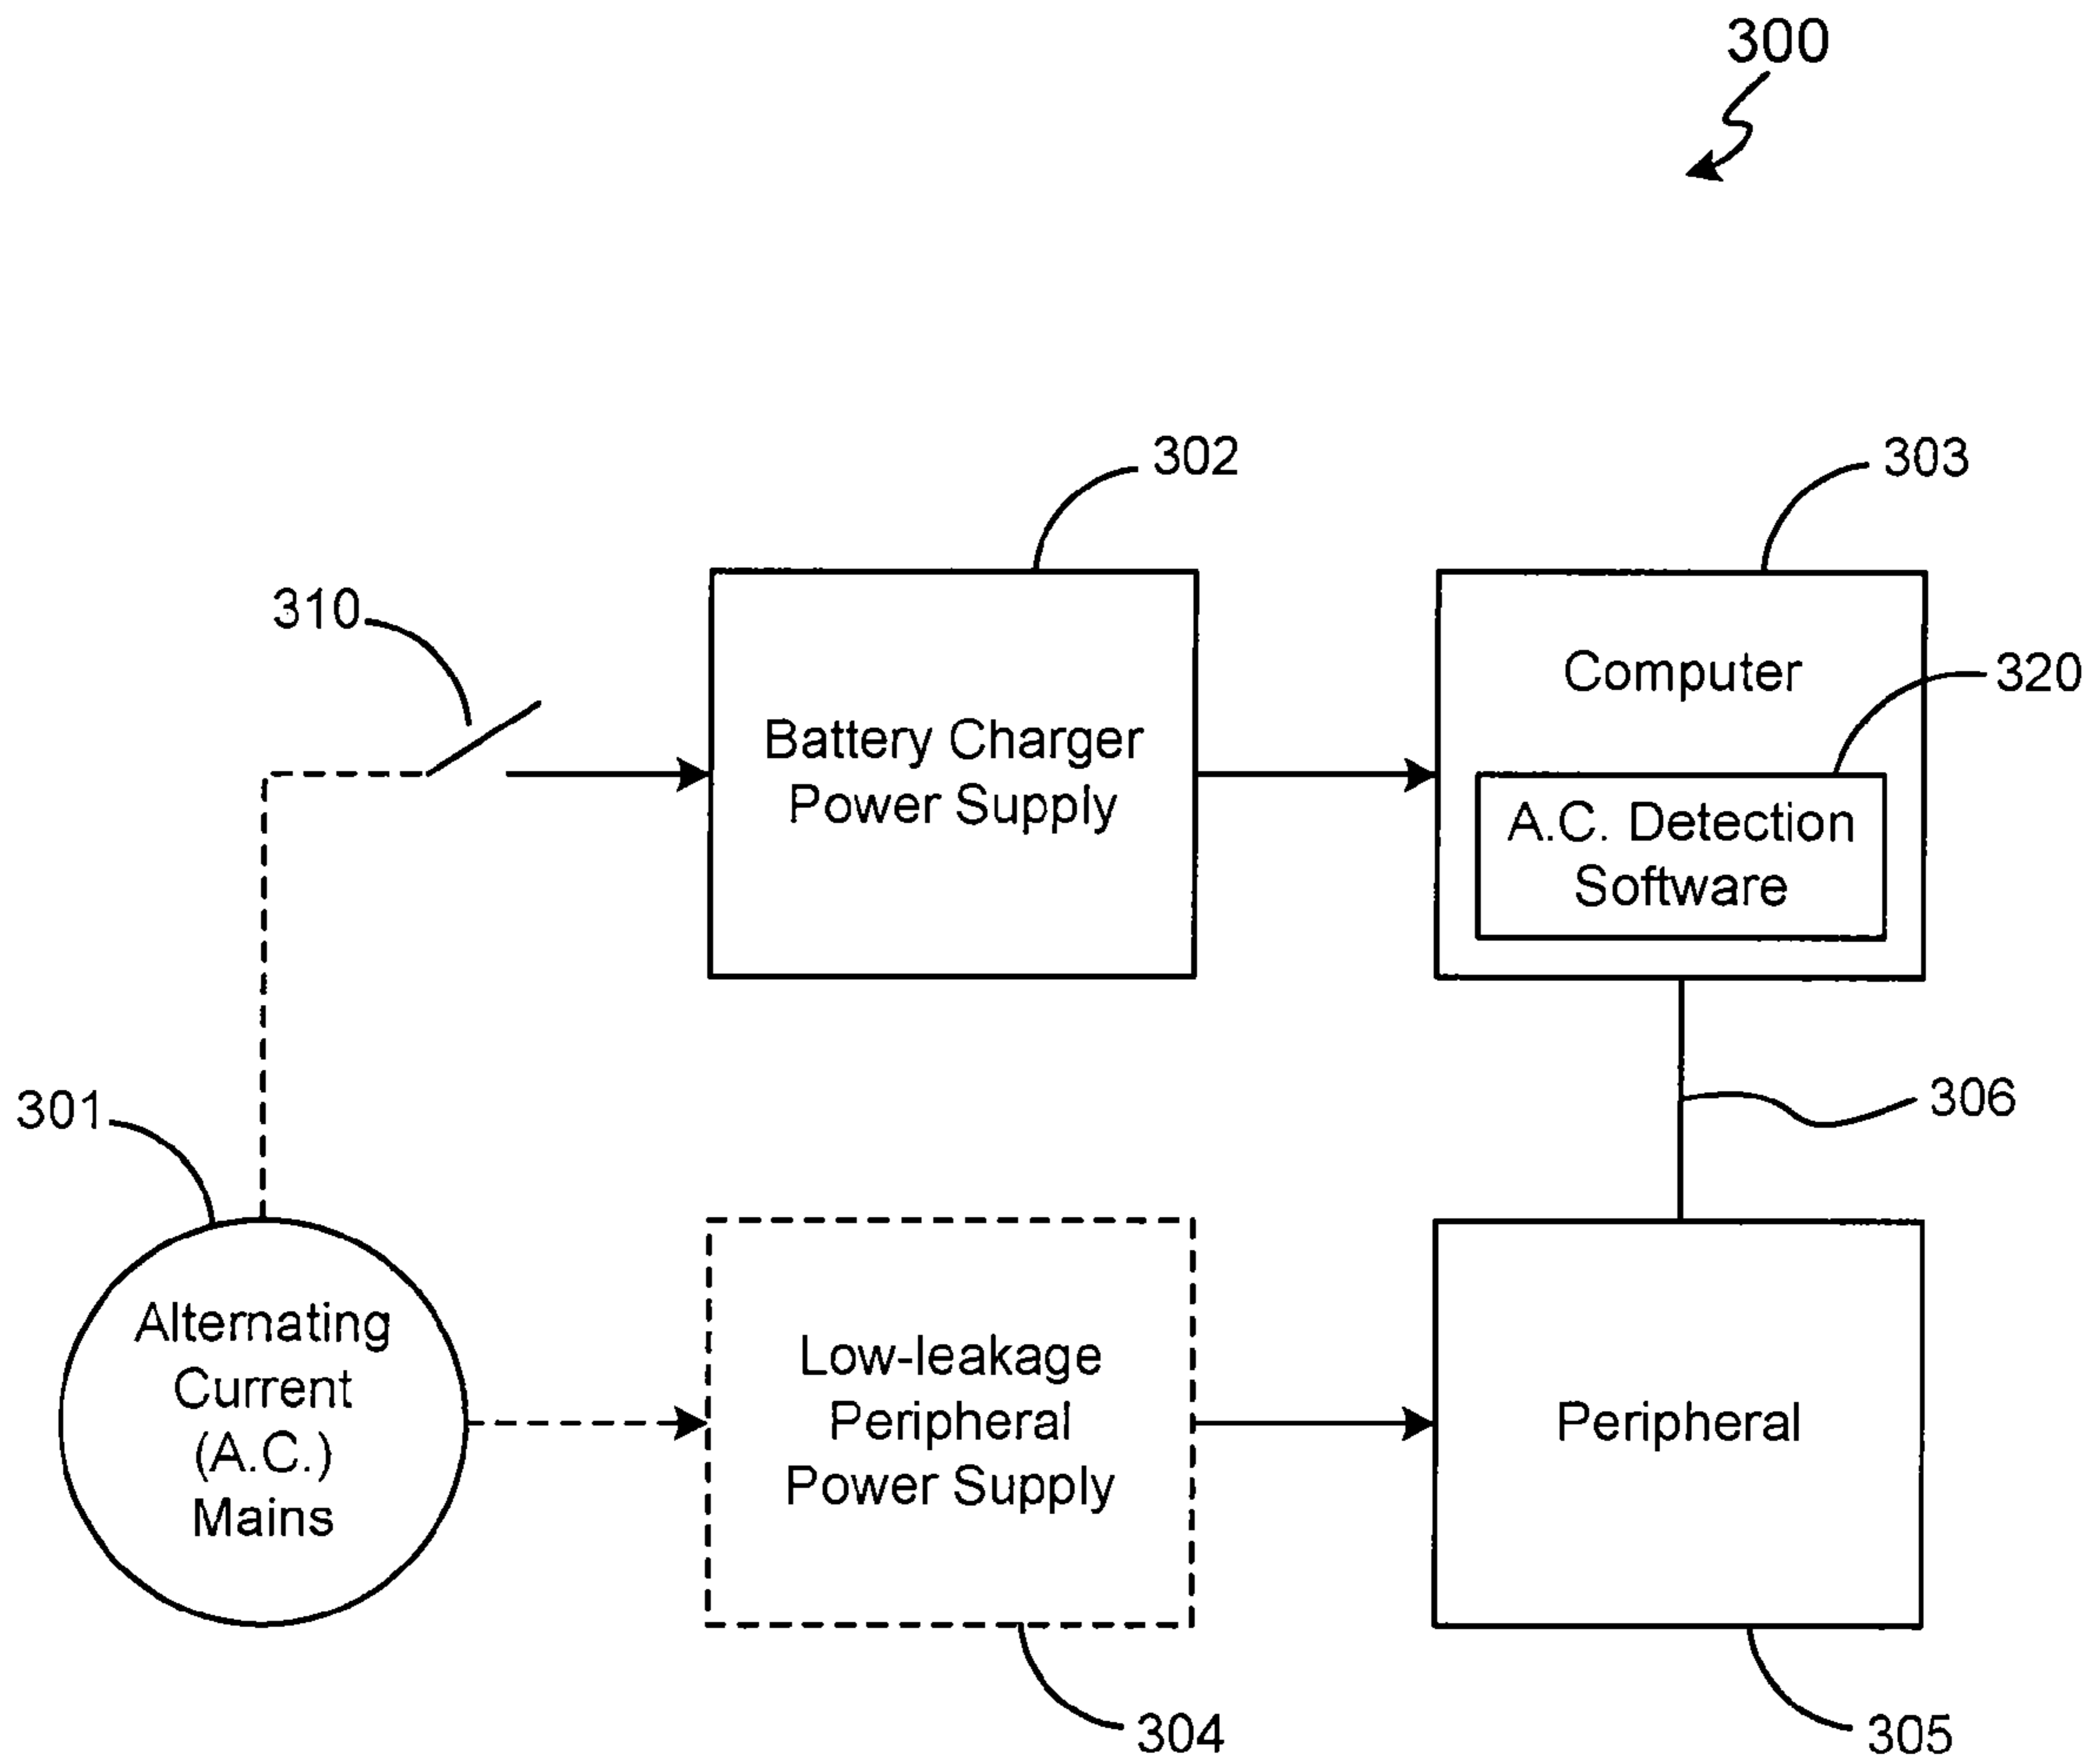 300
302
303
310
Computer
320
Battery Charger
Power Supply
A.C. Detection
Software
301
306
Alternating
Current
(A.C.)
Mains
Low-leakage
Peripheral
Power Supply
Peripheral
304
305